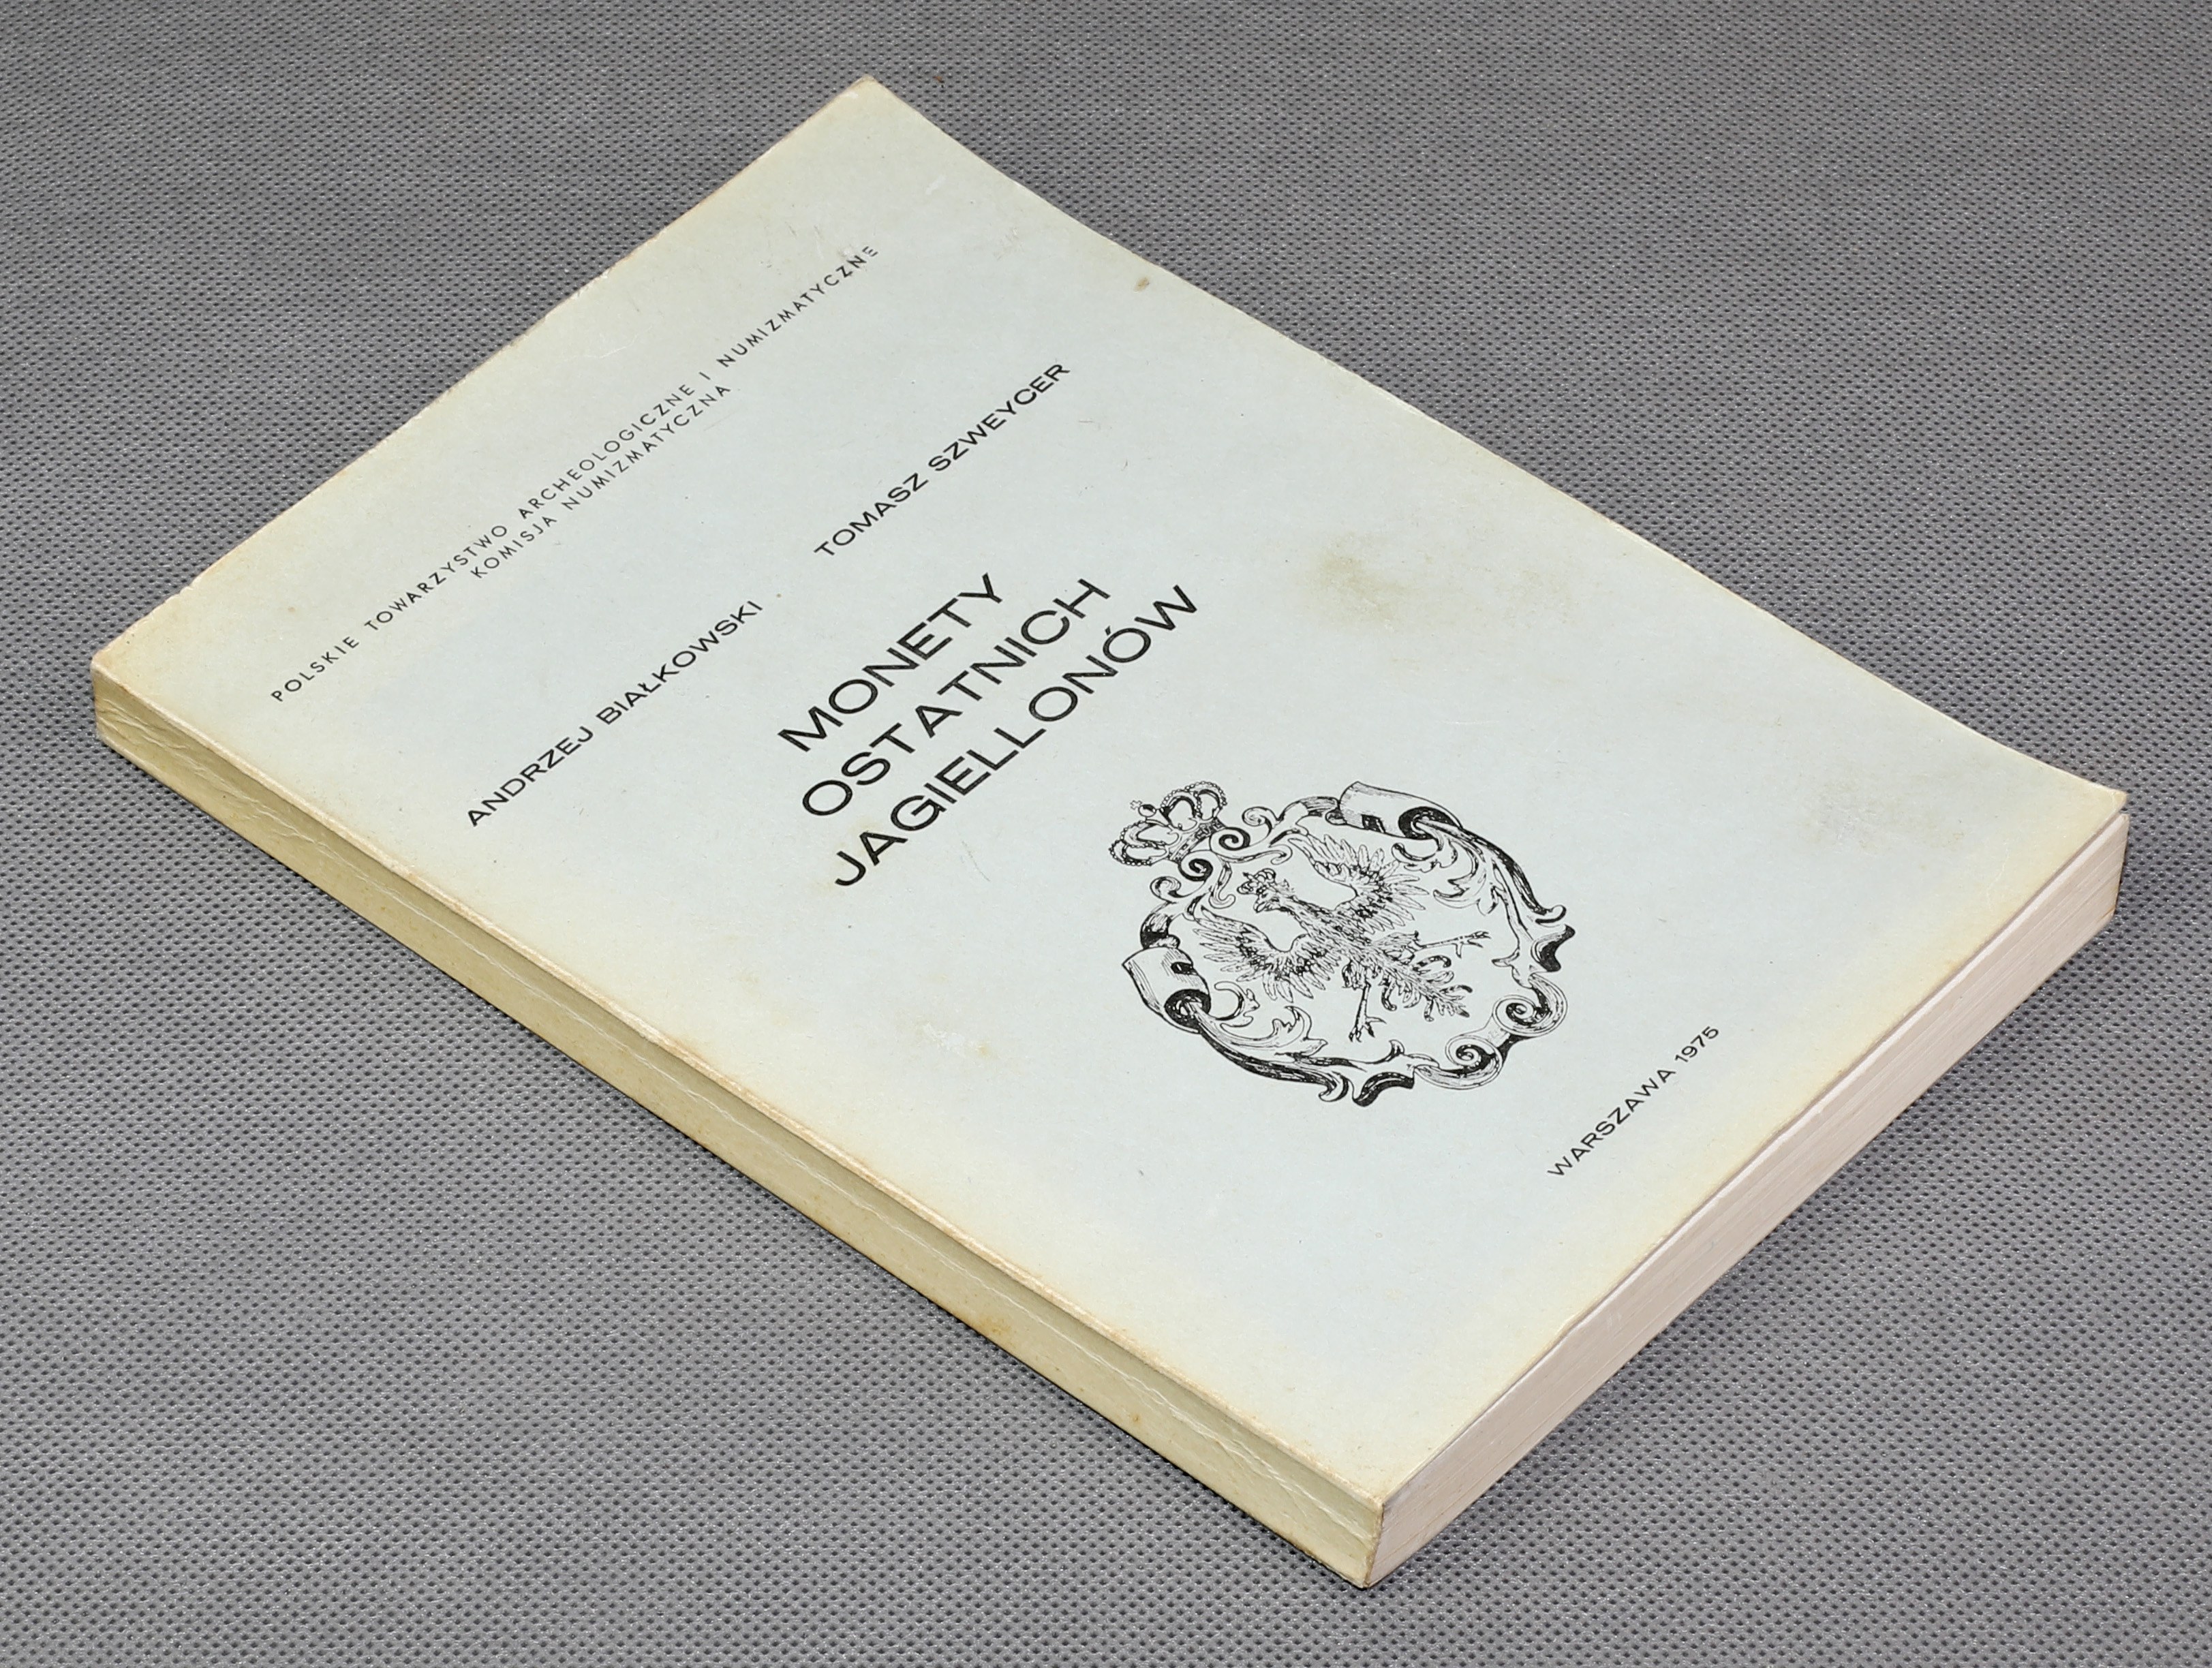 POLSKIE TOWARZYSTWO ARCHEOLOGICZNE I NUMIZMATYCZNE
KOMISJA NUMIZMATYCZNA
ANDRZEJ BIAŁKOWSKI TOMASZ SZWEYCER
MONETY
OSTATNICH
JAGIELLONÓW
WARSZAWA 1975